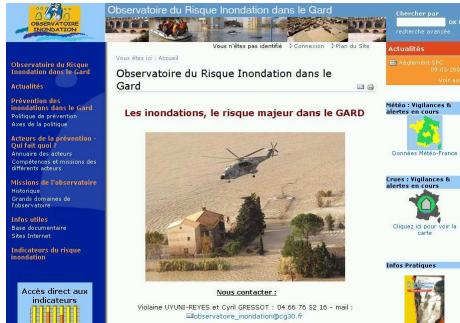 Observatoire du Risque Inondation dans le Gard
OBSERVATOIRE
INONDATION
Chercher par
recherche avancée
Vous n'êtes pas identifié Connexion Plan du Site
Vous êtes ici : Accueil
Observatoire du Risque
Inondation dans le Gard
Actualités
Prévention des
inondations dans le Gard
Politique de prévention
Axes de la politique
Acteurs de la prévention -
Qui fait quoi ?
Annuaire des acteurs
Compétences et missions des
différents acteurs
Missions de l'observatoire
Historique
Grands domaines de
l'observatoire
Infos utiles
Base documentaire
Sites Internet
Indicateurs du risque
inondation
Accès direct aux
indicateurs
Observatoire du Risque Inondation dans le
Gard
Les inondations, le risque majeur dans le GARD
Nous contacter :
Violaine UYUNI-REYES et Cyril GRESSOT : 04 66 76 52 16 - mail :
observatoire_inondation@cg30.fr
Actualités
Règlement SPC
Météo : Vigilances &
alertes en cours
Données Météo-France
Crues : Vigilances &
alertes en cours
Cliquez ici pour voir la
carte
Infos Pratiques